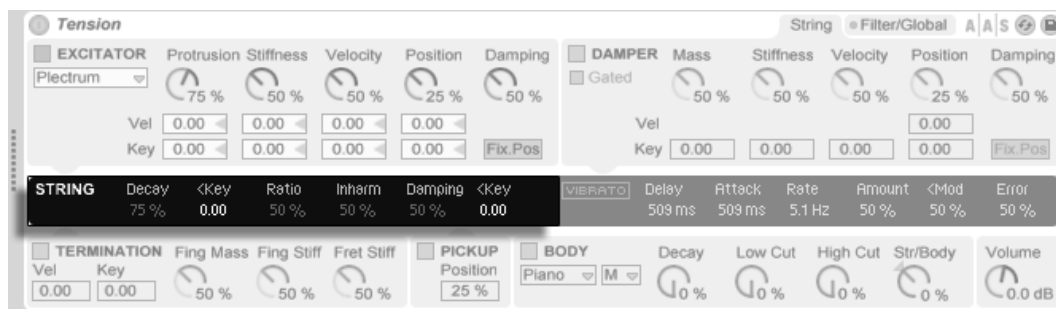 Tension String Filter/Global A|A|S
EXCITATOR Protrusion Stiffness Velocity Position Damping
Plectrum 75 % 50 % 50 % 25 % 50 %
Vel 0.00 0.00 0.00 0.00
Key 0.00 0.00 0.00 0.00 Fix.Pos
DAMPER Mass Stiffness Velocity Position Damping
Gated 50 % 50 % 50 % 25 % 50 %
Vel 0.00
Key 0.00 0.00 0.00 0.00 Fix.Pos
STRING Decay <Key Ratio Inharm Damping <Key
75 % 0.00 50 % 50 % 50 % 0.00
VIBRATO Delay Attack Rate Amount <Mod Error
509 ms 509 ms 5.1 Hz 50 % 50 % 50 %
TERMINATION Fing Mass Fing Stiff Fret Stiff
Vel Key
0.00 0.00 50 % 50 % 50 %
PICKUP
Position
25 %
BODY Decay Low Cut High Cut Str/Body
Piano M 0 % 0 % 0 % 0 %
Volume
0.0 dB